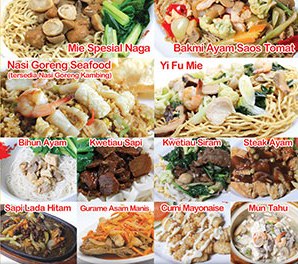 Mie Spesial Naga
Bakmi Ayam Saos Tomat
Nasi Goreng Seafood
(tersedia Nasi Goreng Kambing)
Yi Fu Mie
Bihun Ayam
Kwetiau Sapi
Kwetiau Siram
Steak Ayam
Sapi Lada Hitam
Gurame Asam Manis
Cumi Mayonaise
Mun Tahu